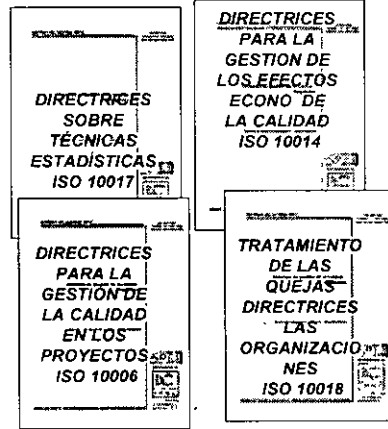 DIRECTRICES
SOBRE
TÉCNICAS
ESTADÍSTICAS
ISO 10017
DIRECTRICES
PARA LA
GESTION DE
LOS EFECTOS
ECONO DE
LA CALIDAD
ISO 10014
DIRECTRICES
PARA LA
GESTIÓN DE
LA CALIDAD
EN LOS
PROYECTOS
ISO 10006
TRATAMIENTO
DE LAS
QUEJAS
DIRECTRICES
LAS
ORGANIZACIO
NES
ISO 10018